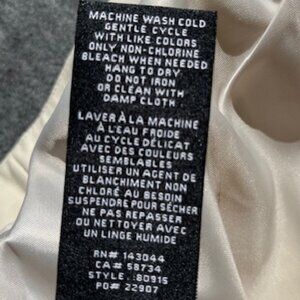 MACHINE WASH COLD
GENTLE CYCLE
WITH LIKE COLORS
ONLY NON-CHLORINE
BLEACH WHEN NEEDED
HANG TO DRY
DO NOT IRON
OR CLEAN WITH
DAMP CLOTH
LAVER À LA MACHINE
À L'EAU FROIDE
AU CYCLE DÉLICAT
AVEC DES COULEURS
SEMBLABLES
UTILISER UN AGENT DE
BLANCHIMENT NON
CHLORÉ AU BESOIN
SUSPENDRE POUR SÉCHER
NE PAS REPASSER
OU NETTOYER AVEC
UN LINGE HUMIDE
RN# 143044
CA# 58734
STYLE.:80915
PO# 22907